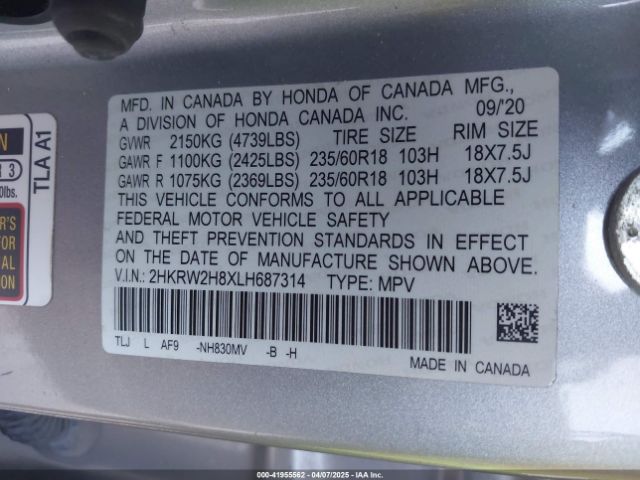 MFD. IN CANADA BY HONDA OF CANADA MFG.,
A DIVISION OF HONDA CANADA INC. 09/'20
GVWR 2150KG (4739LBS) TIRE SIZE RIM SIZE
GAWR F 1100KG (2425LBS) 235/60R18 103H 18X7.5J
GAWR R 1075KG (2369LBS) 235/60R18 103H 18X7.5J
THIS VEHICLE CONFORMS TO ALL APPLICABLE
FEDERAL MOTOR VEHICLE SAFETY
AND THEFT PREVENTION STANDARDS IN EFFECT
ON THE DATE OF MANUFACTURE SHOWN ABOVE.
V.I.N.: 2HKRW2H8XLH687314 TYPE: MPV
TLJ L AF9 -NH830MV -B -H
MADE IN CANADA
TLA A1
R 3
0lbs.
000-41955562 - 04/07/2025 - IAA Inc.